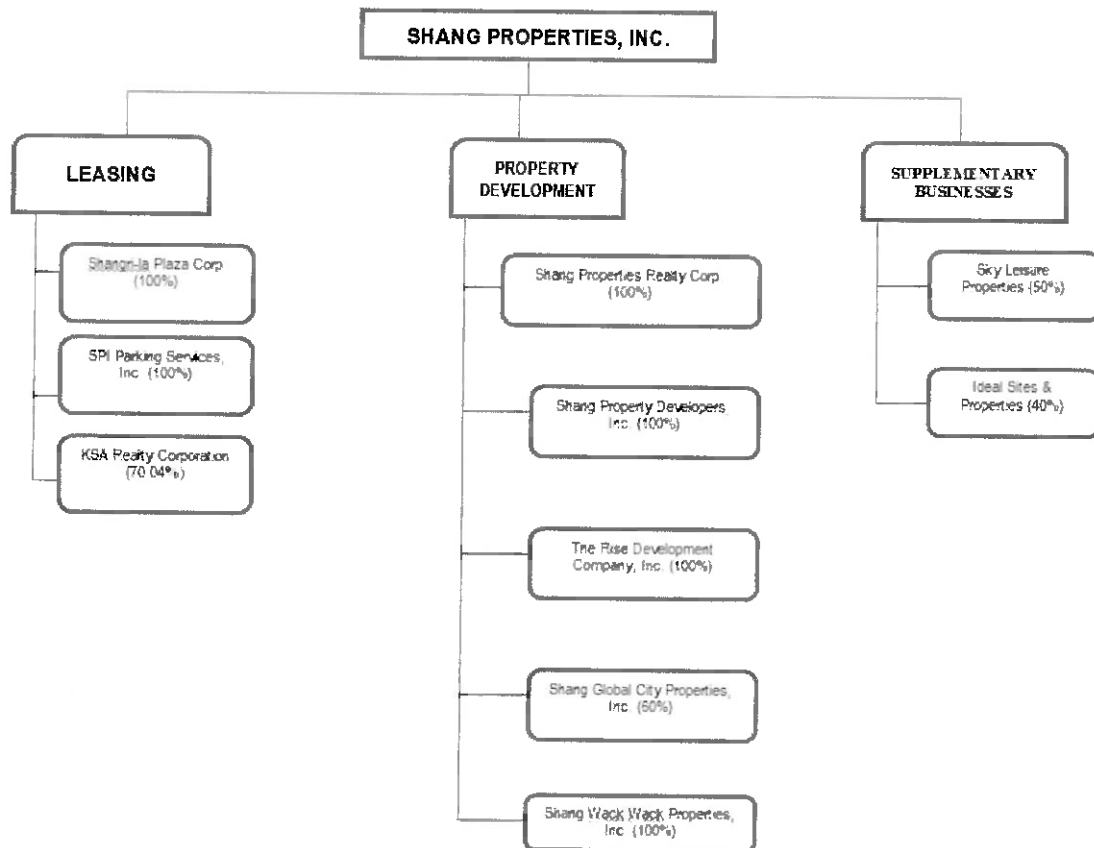 SHANG PROPERTIES, INC.
LEASING
Shangri-la Plaza Corp
(100%)
SPI Parking Services,
Inc. (100%)
KSA Realty Corporation
(70.04%)
PROPERTY
DEVELOPMENT
Shang Properties Realty Corp
(100%)
Shang Property Developers,
Inc. (100%)
The Rise Development
Company, Inc. (100%)
Shang Global City Properties,
Inc. (60%)
Shang Wack Wack Properties,
Inc. (100%)
SUPPLEMENTARY
BUSINESSES
Sky Leisure
Properties (50%)
Ideal Sites &
Properties (40%)